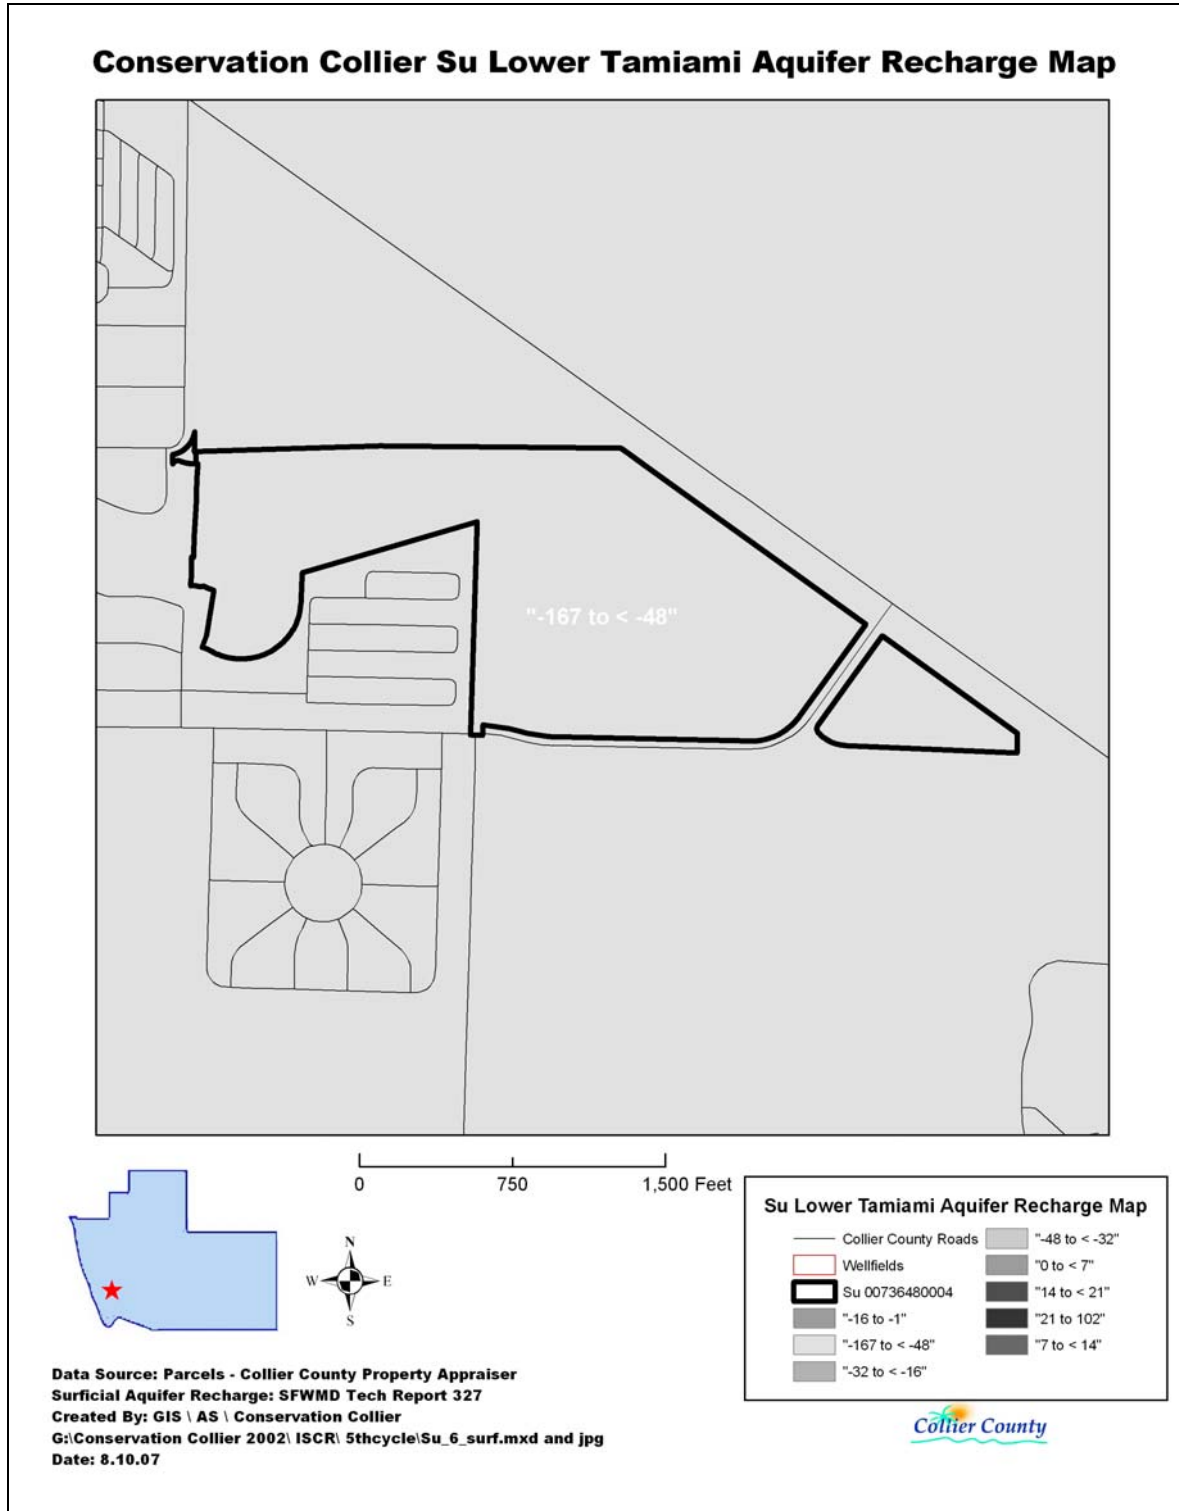 Conservation Collier Su Lower Tamiami Aquifer Recharge Map
"-167 to < -48"
0 750 1,500 Feet
N
W E
S
Su Lower Tamiami Aquifer Recharge Map
Collier County Roads
Wellfields
Su 00736480004
"-16 to -1"
"-167 to < -48"
"-32 to < -16"
"-48 to < -32"
"0 to < 7"
"14 to < 21"
"21 to 102"
"7 to < 14"
Data Source: Parcels - Collier County Property Appraiser
Surficial Aquifer Recharge: SFWMD Tech Report 327
Created By: GIS \ AS \ Conservation Collier
G:\Conservation Collier 2002\ ISCR\ 5thcycle\Su_6_surf.mxd and jpg
Date: 8.10.07
Collier County